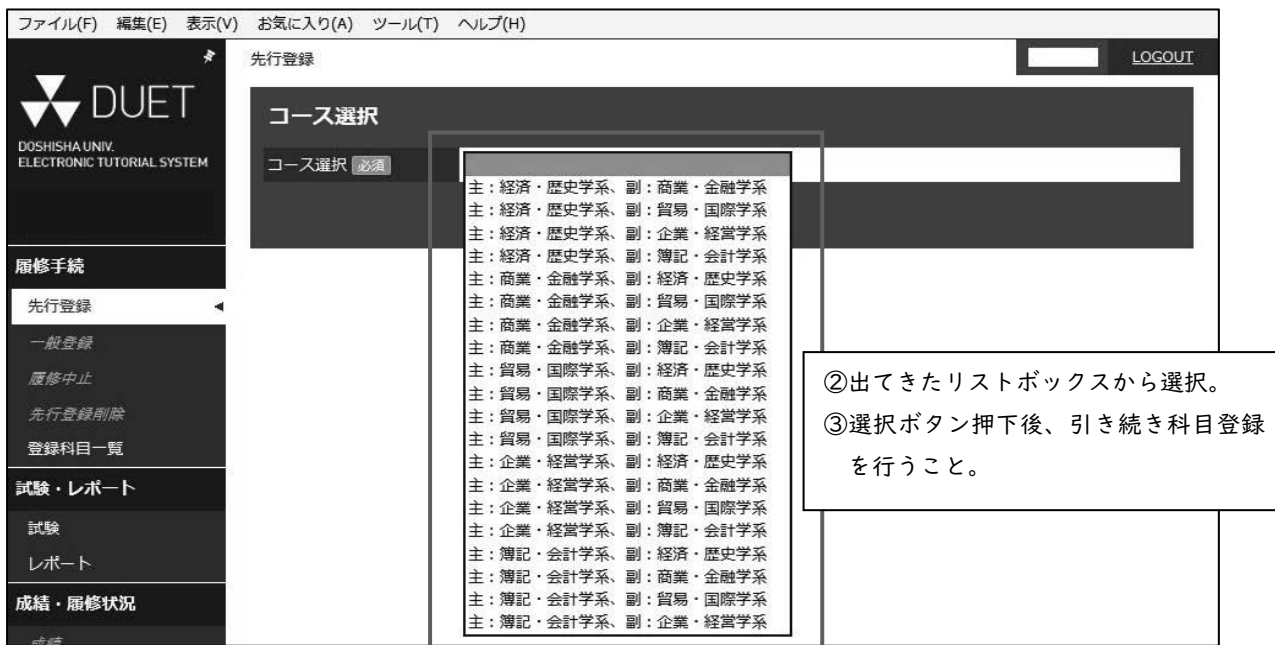 ファイル(F) 編集(E) 表示(V) お気に入り(A) ツール(T) ヘルプ(H)
DUET
DOSHISHA UNIV.
ELECTRONIC TUTORIAL SYSTEM
履修手続
先行登録
一般登録
履修中止
先行登録削除
登録科目一覧
試験・レポート
試験
レポート
成績・履修状況
成績
先行登録
LOGOUT
コース選択
コース選択 必須
主：経済・歴史学系、副：商業・金融学系
主：経済・歴史学系、副：貿易・国際学系
主：経済・歴史学系、副：企業・経営学系
主：経済・歴史学系、副：簿記・会計学系
主：商業・金融学系、副：経済・歴史学系
主：商業・金融学系、副：貿易・国際学系
主：商業・金融学系、副：企業・経営学系
主：商業・金融学系、副：簿記・会計学系
主：貿易・国際学系、副：経済・歴史学系
主：貿易・国際学系、副：商業・金融学系
主：貿易・国際学系、副：企業・経営学系
主：貿易・国際学系、副：簿記・会計学系
主：企業・経営学系、副：経済・歴史学系
主：企業・経営学系、副：商業・金融学系
主：企業・経営学系、副：貿易・国際学系
主：企業・経営学系、副：簿記・会計学系
主：簿記・会計学系、副：経済・歴史学系
主：簿記・会計学系、副：商業・金融学系
主：簿記・会計学系、副：貿易・国際学系
主：簿記・会計学系、副：企業・経営学系
②出てきたリストボックスから選択。
③選択ボタン押下後、引き続き科目登録
を行うこと。